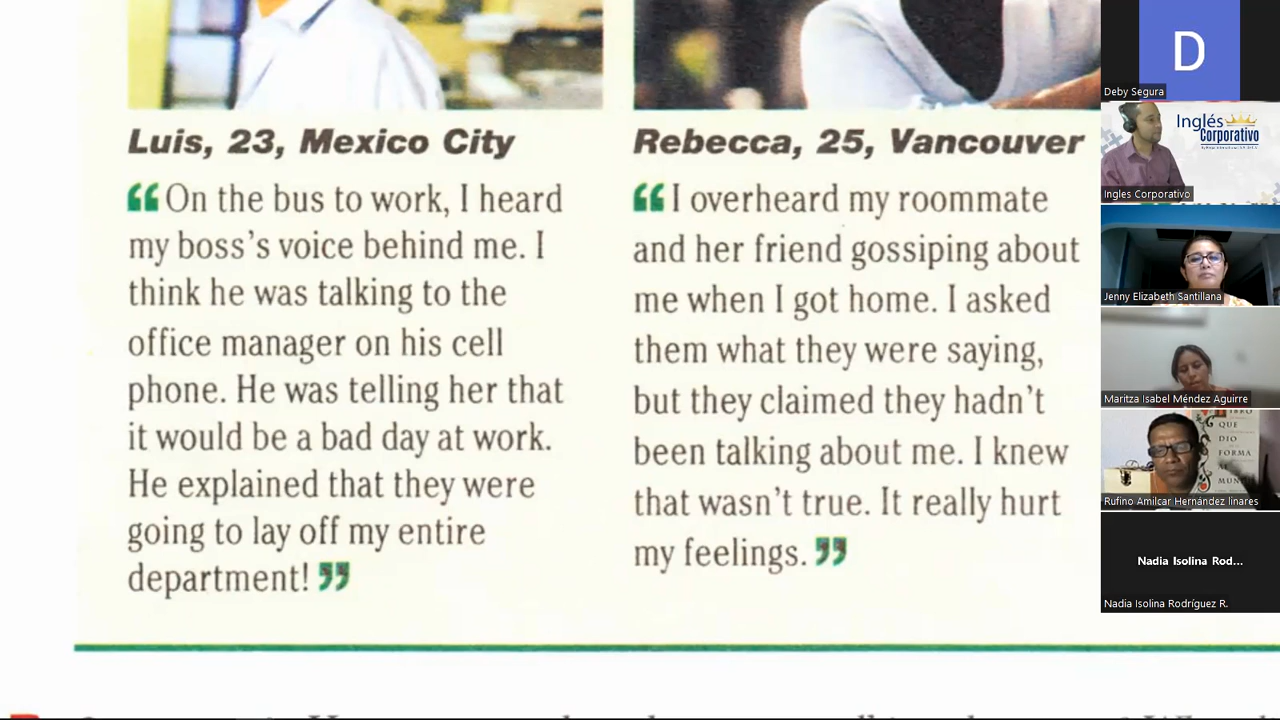 Luis, 23, Mexico City
“On the bus to work, I heard
my boss’s voice behind me. I
think he was talking to the
office manager on his cell
phone. He was telling her that
it would be a bad day at work.
He explained that they were
going to lay off my entire
department!”
Rebecca, 25, Vancouver
“I overheard my roommate
and her friend gossiping about
me when I got home. I asked
them what they were saying,
but they claimed they hadn’t
been talking about me. I knew
that wasn’t true. It really hurt
my feelings.”
D
Deby Segura
Inglés
Corporativo
Ingles Corporativo
Jenny Elizabeth Santillana
Maritza Isabel Méndez Aguirre
QUE
DIO
FORMA
MUN
Rufino Amilcar Hernández linares
Nadia Isolina Rod...
Nadia Isolina Rodríguez R.